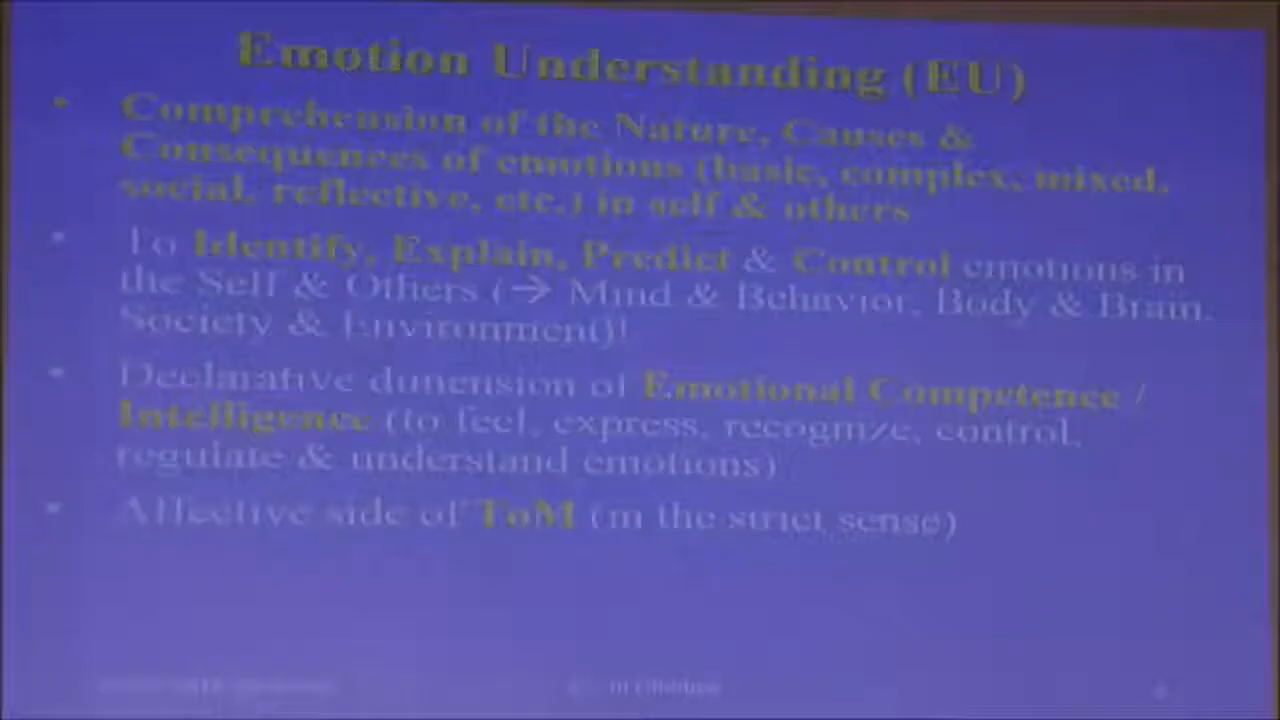 Emotion Understanding (EU)
• Comprehension of the Nature, Causes &
Consequences of emotions (basic, complex, mixed,
social, reflective, etc.) in self & others
• To Identify, Explain, Predict & Control emotions in
the Self & Others (→ Mind & Behavior, Body & Brain,
Society & Environment)!
• Declarative dimension of Emotional Competence /
Intelligence (to feel, express, recognize, control,
regulate & understand emotions)
• Affective side of ToM (in the strict sense)